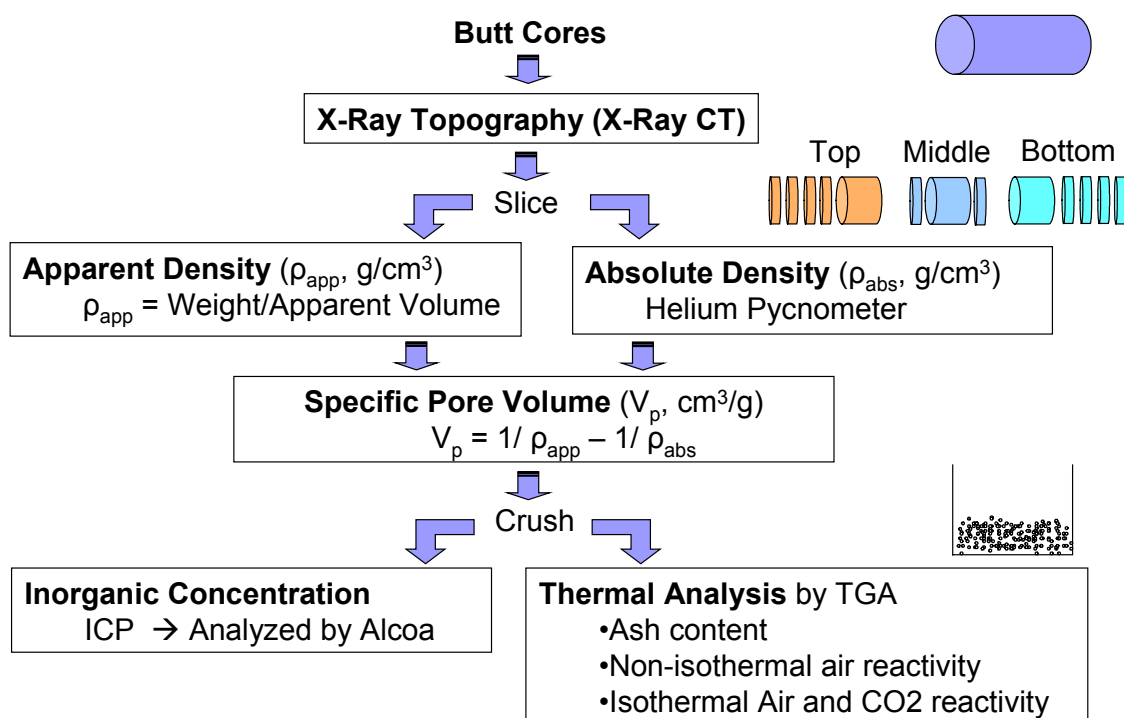 Butt Cores
X-Ray Topography (X-Ray CT)
Top Middle Bottom
Slice
Apparent Density (ρapp, g/cm³)
ρapp = Weight/Apparent Volume
Absolute Density (ρabs, g/cm³)
Helium Pycnometer
Specific Pore Volume (Vp, cm³/g)
Vp = 1/ ρapp – 1/ ρabs
Crush
Inorganic Concentration
ICP → Analyzed by Alcoa
Thermal Analysis by TGA
•Ash content
•Non-isothermal air reactivity
•Isothermal Air and CO2 reactivity